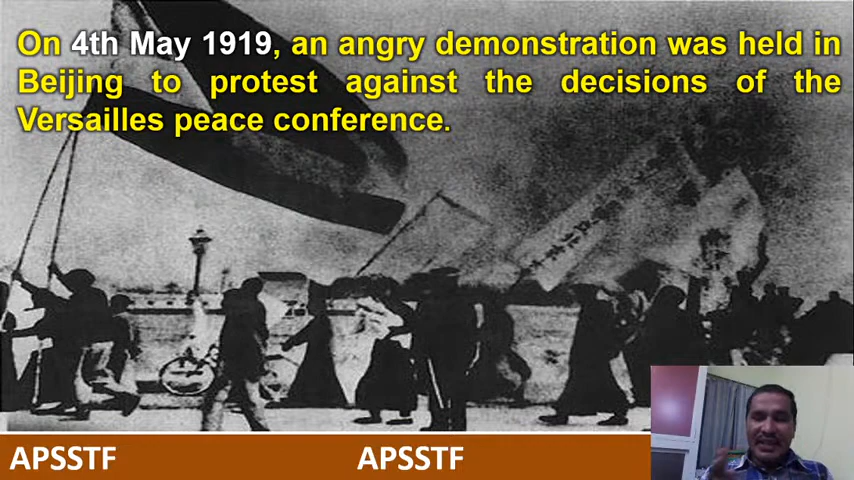 On 4th May 1919, an angry demonstration was held in
Beijing to protest against the decisions of the
Versailles peace conference.
APSSTF APSSTF